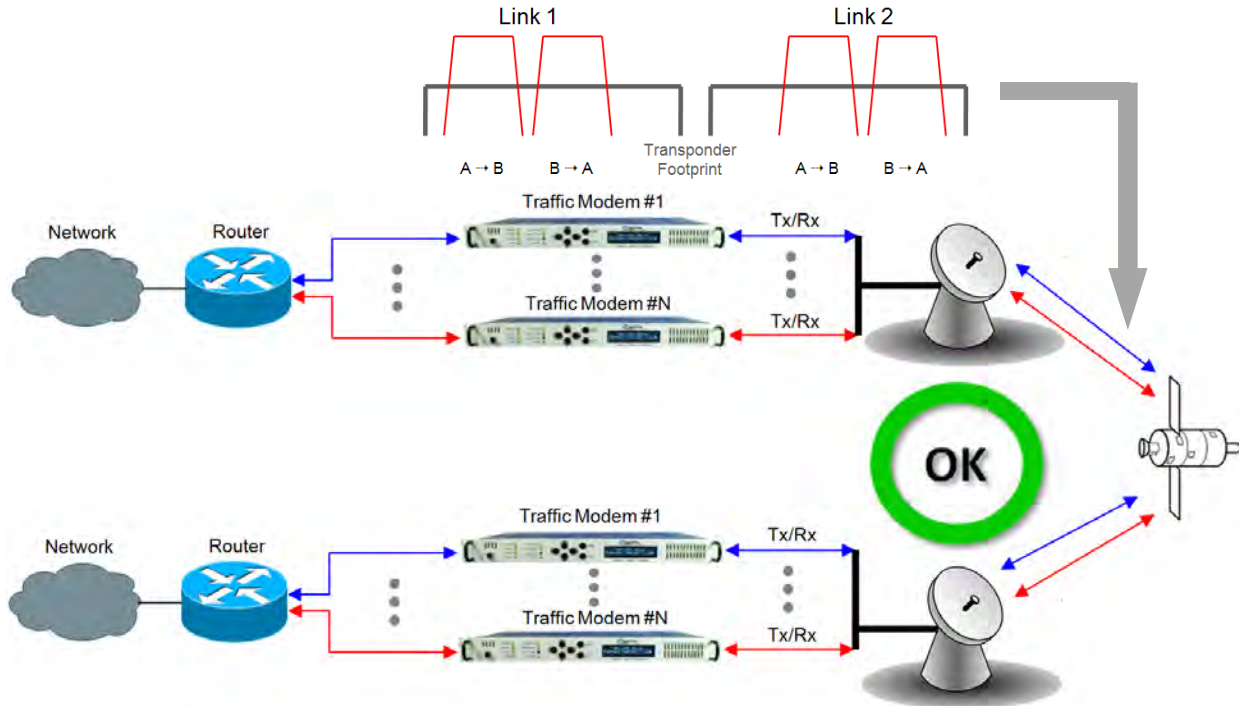 Link 1
Link 2
A → B
B → A
Transponder
Footprint
A → B
B → A
Network
Router
Traffic Modem #1
Tx/Rx
Traffic Modem #N
Tx/Rx
OK
Network
Router
Traffic Modem #1
Tx/Rx
Traffic Modem #N
Tx/Rx